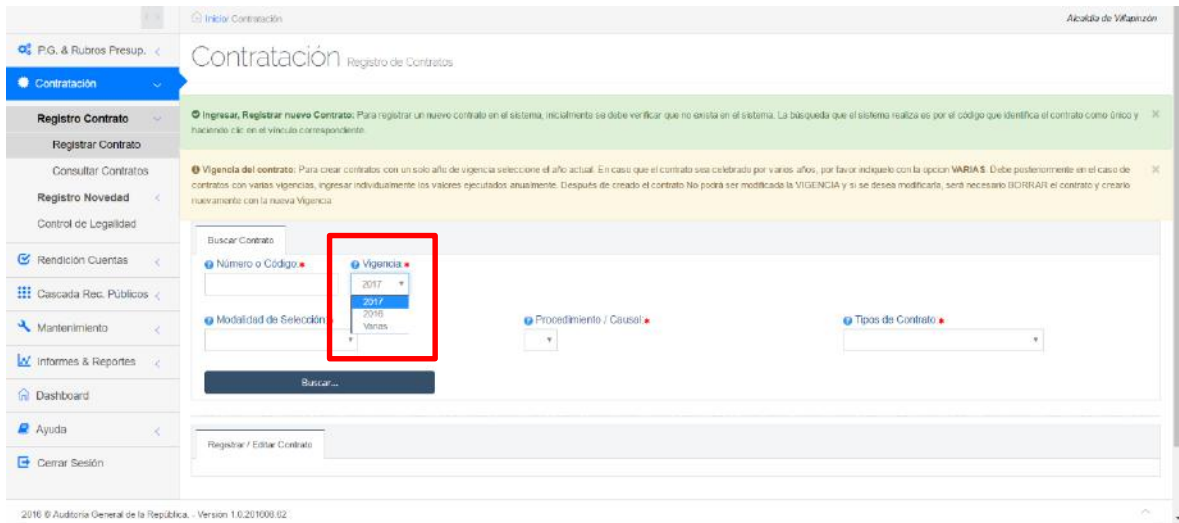 Iniciar Contratación
Alcaldía de Villapinzón
P.G. & Rubros Presup.
Contratación
Registro Contrato
Registrar Contrato
Consultar Contratos
Registro Novedad
Control de Legalidad
Rendición Cuentas
Cascada Rec. Públicos
Mantenimiento
Informes & Reportes
Dashboard
Ayuda
Cerrar Sesión
Contratación Registro de Contratos
Ingresar, Registrar nuevo Contrato: Para registrar un nuevo contrato en el sistema, inicialmente se debe verificar que no exista en el sistema. La búsqueda que el sistema realiza es por el código que identifica el contrato como único y
haciendo clic en el vínculo correspondiente.
Vigencia del contrato: Para crear contratos con un solo año de vigencia seleccione el año actual. En caso que el contrato sea celebrado por varios años, por favor indíquelo con la opcion VARIAS. Debe posteriormente en el caso de
contratos con varias vigencias, ingresar individualmente los valores ejecutados anualmente. Después de creado el contrato No podrá ser modificada la VIGENCIA y si se desea modificarla, será necesario BORRAR el contrato y crearlo
nuevamente con la nueva Vigencia
Buscar Contrato
Número o Código:
Vigencia:
2017
2017
2016
Varias
Modalidad de Selección
Procedimiento / Causal:
Tipos de Contrato
Buscar...
Registrar / Editar Contrato
2016 © Auditoría General de la República. - Version 1.0.201608.62